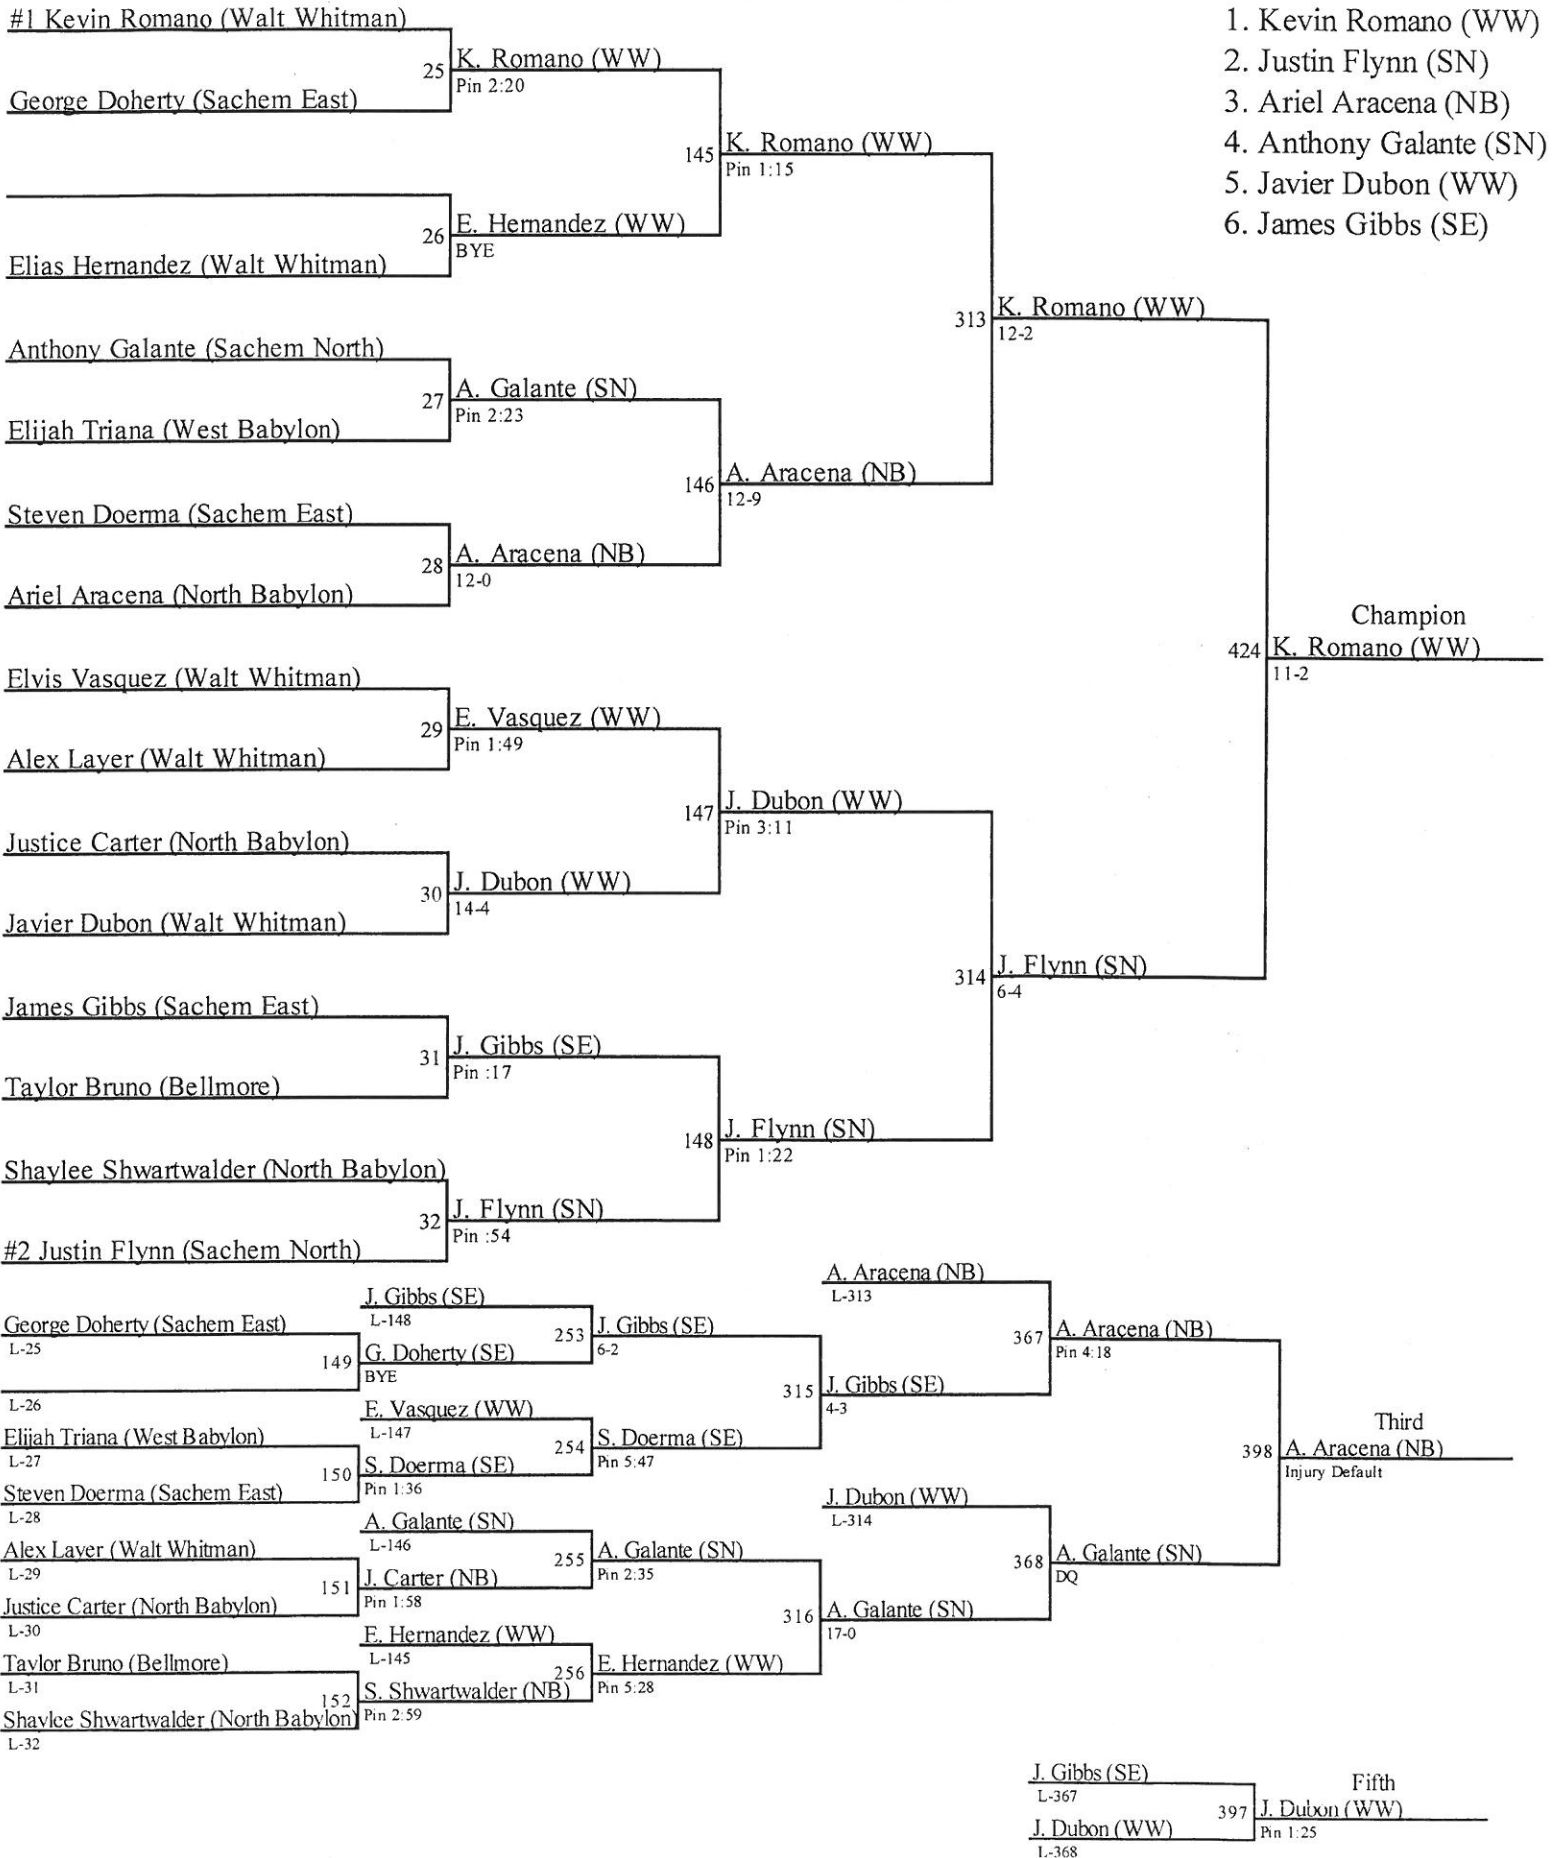 #1 Kevin Romano (Walt Whitman)
25
K. Romano (WW)
Pin 2:20
George Doherty (Sachem East)
145
K. Romano (WW)
Pin 1:15
26
E. Hernandez (WW)
BYE
Elias Hernandez (Walt Whitman)
313
K. Romano (WW)
12-2
Anthony Galante (Sachem North)
27
A. Galante (SN)
Pin 2:23
Elijah Triana (West Babylon)
146
A. Aracena (NB)
12-9
Steven Doerma (Sachem East)
28
A. Aracena (NB)
12-0
Ariel Aracena (North Babylon)
Champion
424
K. Romano (WW)
11-2
Elvis Vasquez (Walt Whitman)
29
E. Vasquez (WW)
Pin 1:49
Alex Layer (Walt Whitman)
147
J. Dubon (WW)
Pin 3:11
Justice Carter (North Babylon)
30
J. Dubon (WW)
14-4
Javier Dubon (Walt Whitman)
314
J. Flynn (SN)
6-4
James Gibbs (Sachem East)
31
J. Gibbs (SE)
Pin :17
Taylor Bruno (Bellmore)
148
J. Flynn (SN)
Pin 1:22
Shaylee Shwartwalder (North Babylon)
32
J. Flynn (SN)
Pin :54
#2 Justin Flynn (Sachem North)
1. Kevin Romano (WW)
2. Justin Flynn (SN)
3. Ariel Aracena (NB)
4. Anthony Galante (SN)
5. Javier Dubon (WW)
6. James Gibbs (SE)
George Doherty (Sachem East)
L-25
149
L-26
J. Gibbs (SE)
L-148
G. Doherty (SE)
BYE
253
J. Gibbs (SE)
6-2
Elijah Triana (West Babylon)
L-27
150
Steven Doerma (Sachem East)
L-28
E. Vasquez (WW)
L-147
S. Doerma (SE)
Pin 1:36
254
S. Doerma (SE)
Pin 5:47
315
J. Gibbs (SE)
4-3
A. Aracena (NB)
L-313
367
A. Aracena (NB)
Pin 4:18
Alex Layer (Walt Whitman)
L-29
151
Justice Carter (North Babylon)
L-30
A. Galante (SN)
L-146
J. Carter (NB)
Pin 1:58
255
A. Galante (SN)
Pin 2:35
Taylor Bruno (Bellmore)
L-31
152
Shaylee Shwartwalder (North Babylon)
L-32
E. Hernandez (WW)
L-145
S. Shwartwalder (NB)
Pin 2:59
256
E. Hernandez (WW)
Pin 5:28
316
A. Galante (SN)
17-0
J. Dubon (WW)
L-314
368
A. Galante (SN)
DQ
Third
398
A. Aracena (NB)
Injury Default
J. Gibbs (SE)
L-367
J. Dubon (WW)
L-368
397
Fifth
J. Dubon (WW)
Pin 1:25